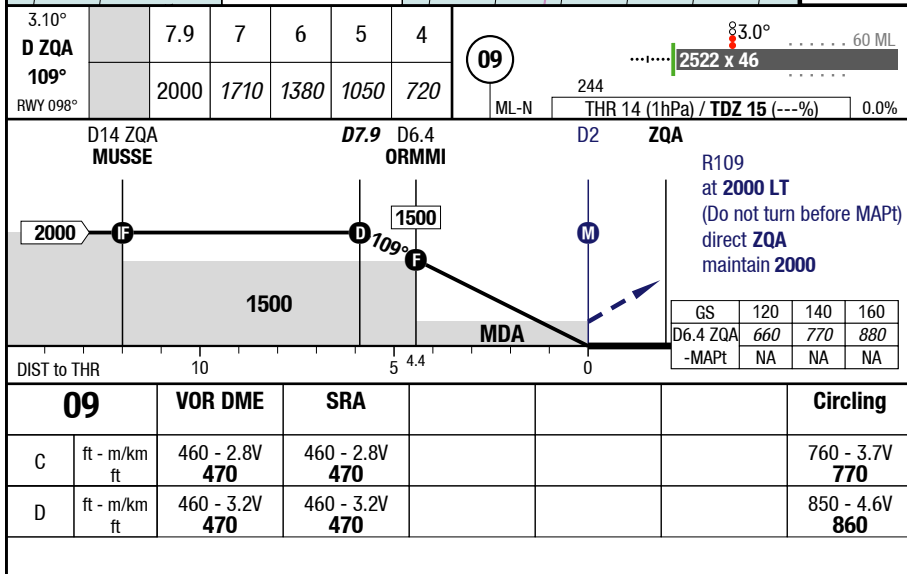 3.10°
D ZQA 7.9 7 6 5 4
109°
RWY 098° 2000 1710 1380 1050 720
09
ML-N
3.0°
60 ML
2522 x 46
244
THR 14 (1hPa) / TDZ 15 (---%) 0.0%
D14 ZQA D7.9 D6.4 D2 ZQA
MUSSE ORMMI
R109
at 2000 LT
(Do not turn before MAPt)
direct ZQA
maintain 2000
1500
2000 IF D 109° F M
1500
MDA
GS 120 140 160
D6.4 ZQA 660 770 880
-MAPt NA NA NA
DIST to THR 10 5 4.4 0
09 VOR DME SRA Circling
C ft - m/km 460 - 2.8V 460 - 2.8V 760 - 3.7V
ft 470 470 770
D ft - m/km 460 - 3.2V 460 - 3.2V 850 - 4.6V
ft 470 470 860